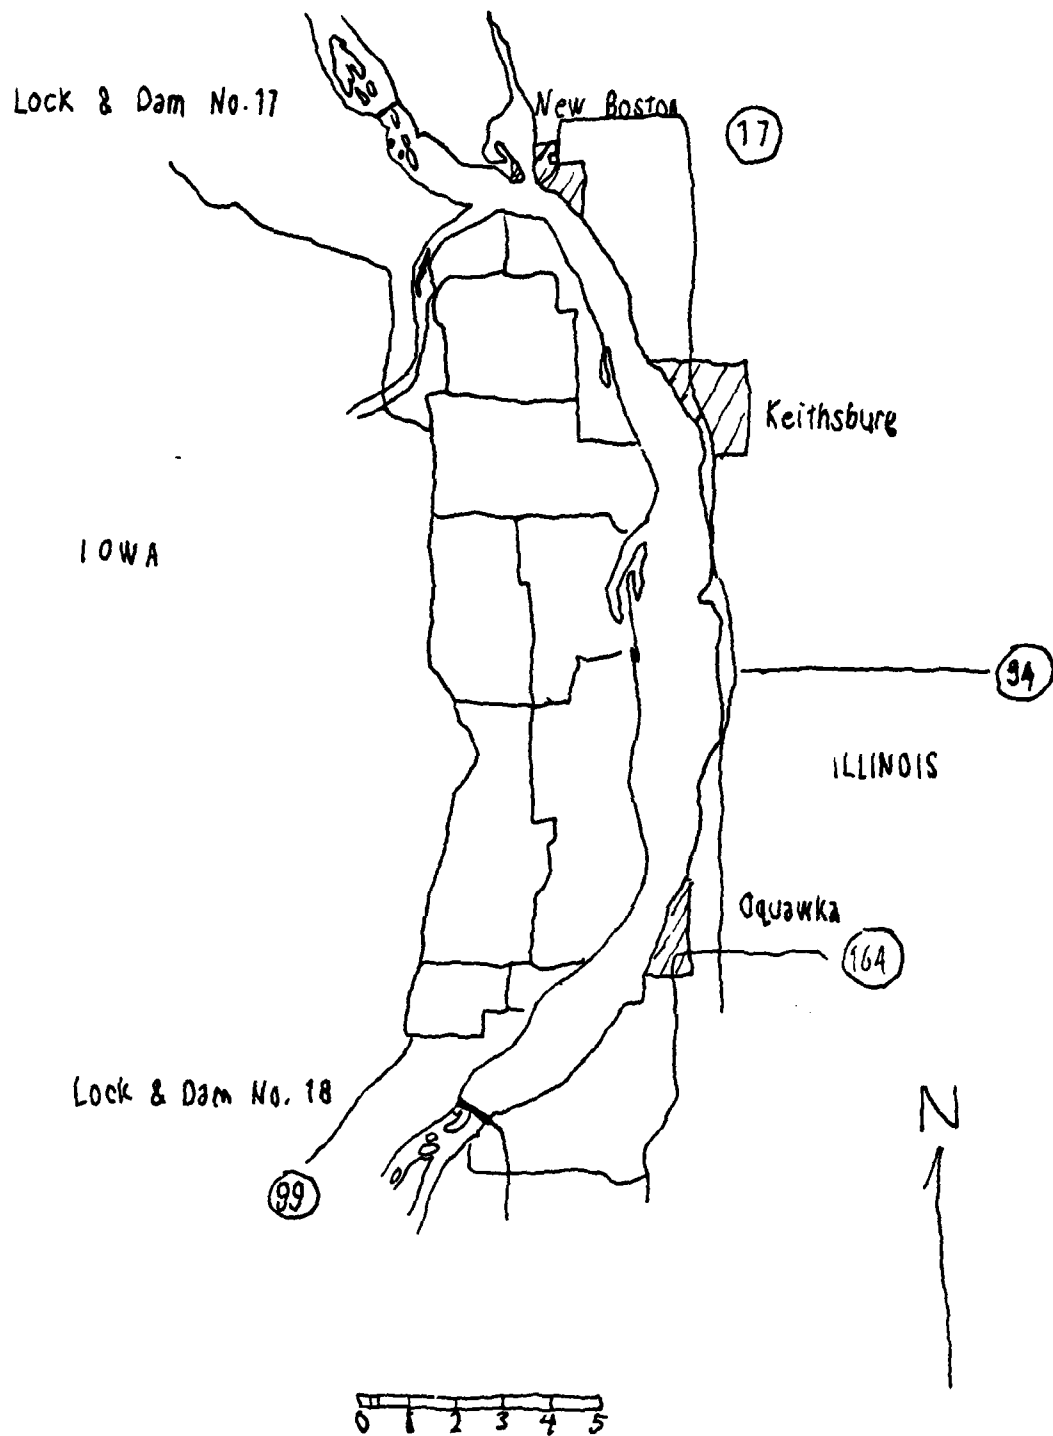 New Boston
Lock & Dam No. 17
17
Keithsburg
IOWA
94
ILLINOIS
Oquawka
164
Lock & Dam No. 18
N
99
0 1 2 3 4 5